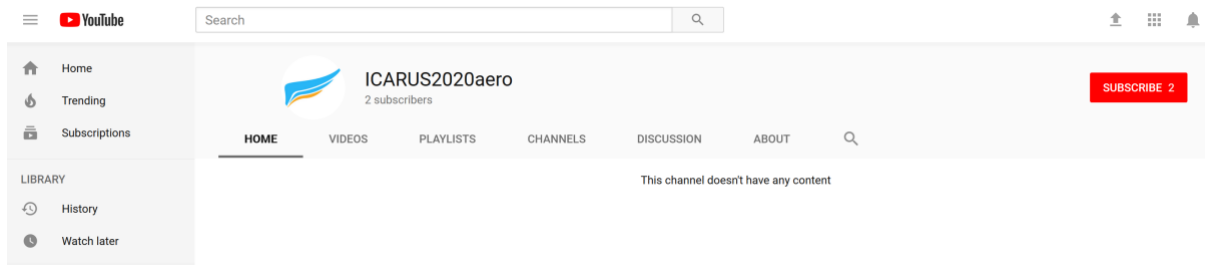 YouTube
Search
Home
Trending
Subscriptions
LIBRARY
History
Watch later
ICARUS2020aero
2 subscribers
SUBSCRIBE 2
HOME VIDEOS PLAYLISTS CHANNELS DISCUSSION ABOUT
This channel doesn't have any content